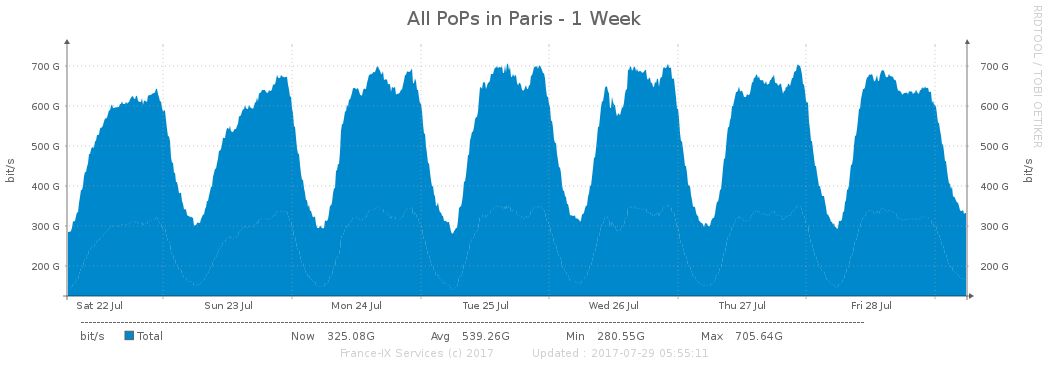 All PoPs in Paris - 1 Week
RRDTOOL / TOBI OETIKER
700 G 700 G
600 G 600 G
500 G 500 G
400 G 400 G
300 G 300 G
200 G 200 G
bit/s
bit/s
Sat 22 Jul Sun 23 Jul Mon 24 Jul Tue 25 Jul Wed 26 Jul Thu 27 Jul Fri 28 Jul
bit/s Total Now 325.08G Avg 539.26G Min 280.55G Max 705.64G
France-IX Services (c) 2017 Updated : 2017-07-29 05:55:11